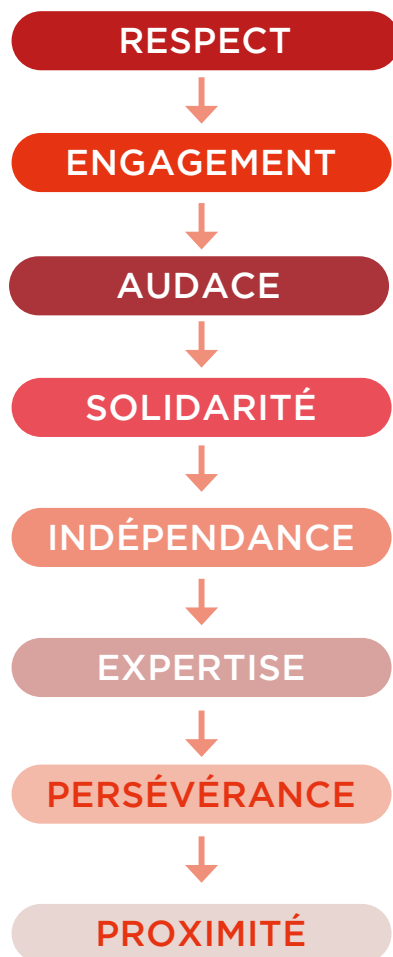 RESPECT
ENGAGEMENT
AUDACE
SOLIDARITÉ
INDÉPENDANCE
EXPERTISE
PERSÉVÉRANCE
PROXIMITÉ